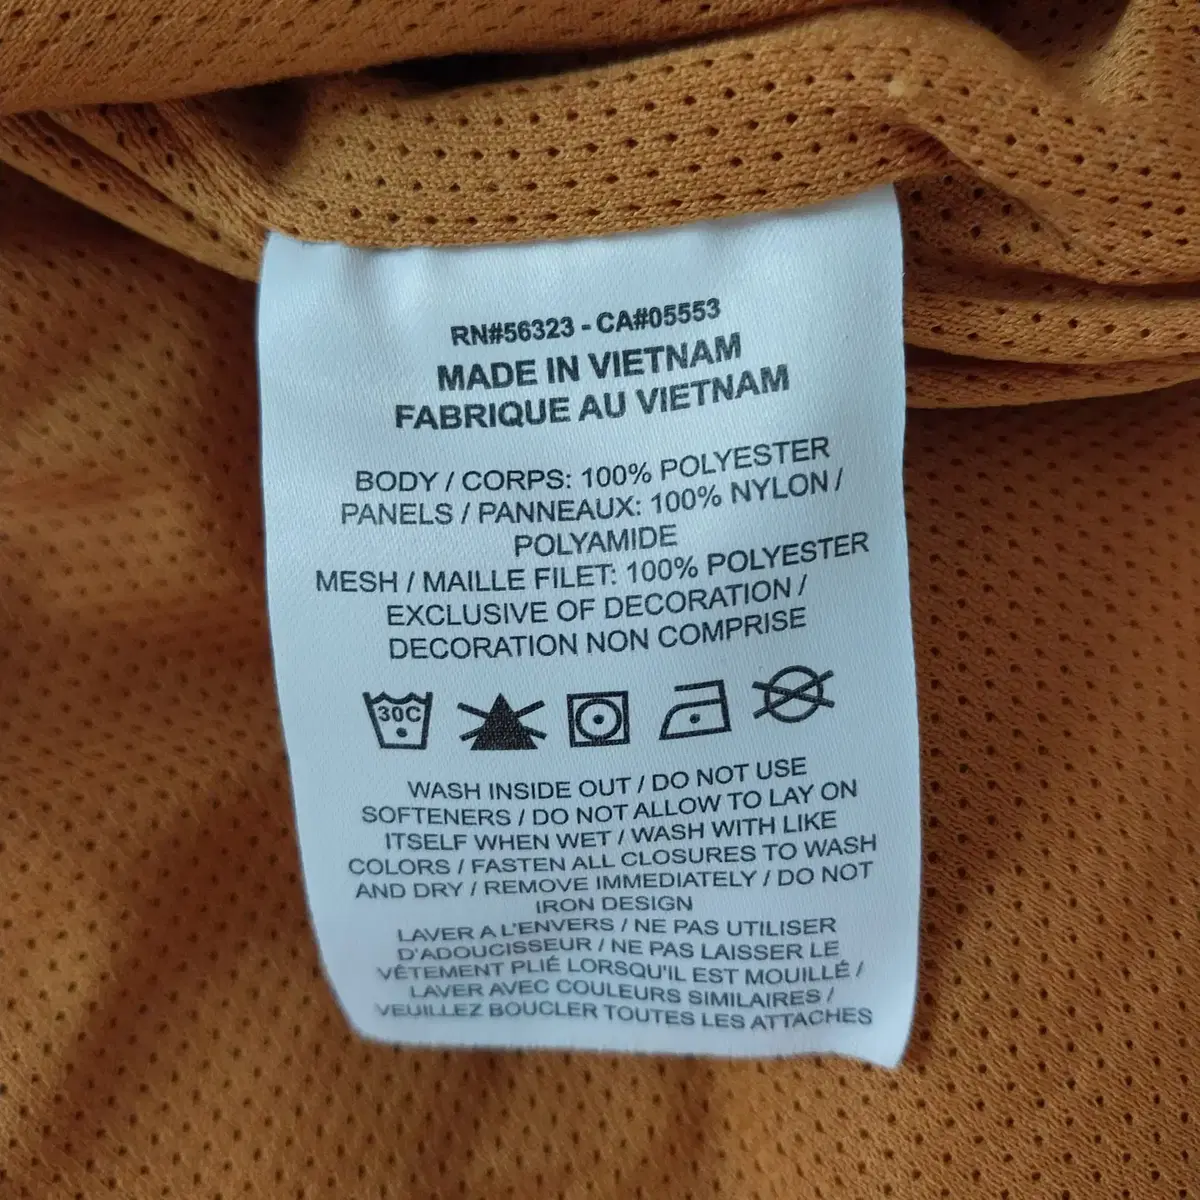 RN#56323 - CA#05553
MADE IN VIETNAM
FABRIQUE AU VIETNAM
BODY / CORPS: 100% POLYESTER
PANELS / PANNEAUX: 100% NYLON /
POLYAMIDE
MESH / MAILLE FILET: 100% POLYESTER
EXCLUSIVE OF DECORATION /
DECORATION NON COMPRISE
30C
WASH INSIDE OUT / DO NOT USE
SOFTENERS / DO NOT ALLOW TO LAY ON
ITSELF WHEN WET / WASH WITH LIKE
COLORS / FASTEN ALL CLOSURES TO WASH
AND DRY / REMOVE IMMEDIATELY / DO NOT
IRON DESIGN
LAVER A L'ENVERS / NE PAS UTILISER
D'ADOUCISSEUR / NE PAS LAISSER LE
VÊTEMENT PLIÉ LORSQU'IL EST MOUILLÉ /
LAVER AVEC COULEURS SIMILAIRES /
VEUILLEZ BOUCLER TOUTES LES ATTACHES